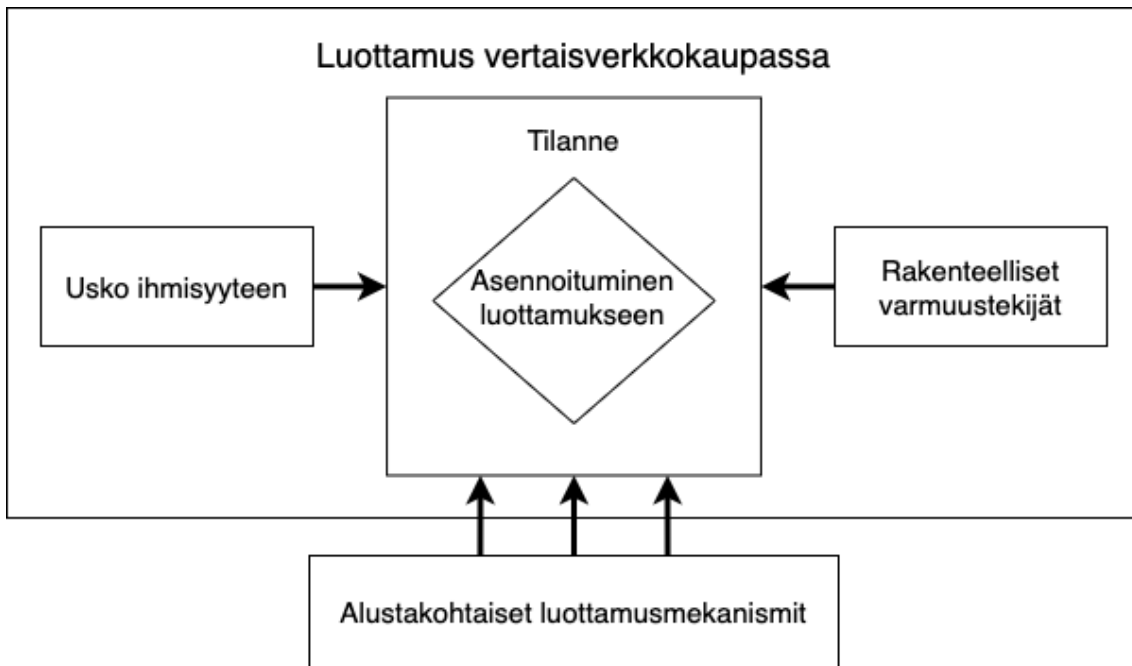 Luottamus vertaisverkkokaupassa
Tilanne
Usko ihmisyyteen
Asennoituminen
luottamukseen
Rakenteelliset
varmuustekijät
Alustakohtaiset luottamusmekanismit